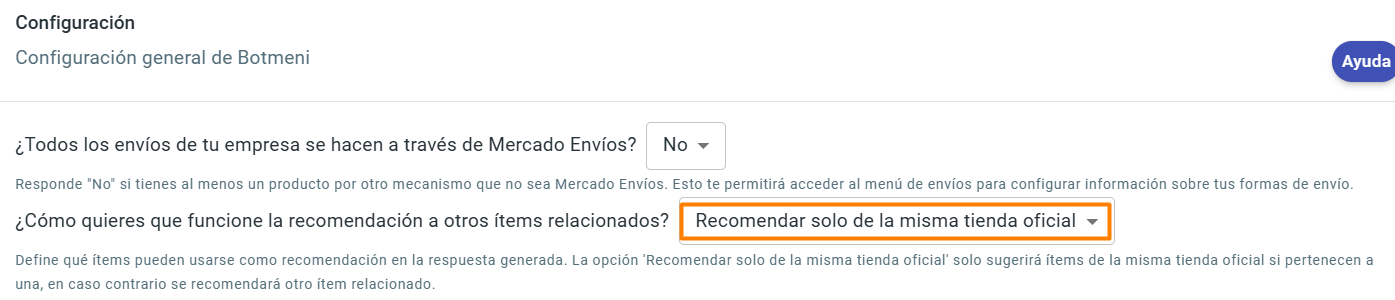 Configuración
Configuración general de Botmeni
Ayuda
¿Todos los envíos de tu empresa se hacen a través de Mercado Envíos? No
Responde "No" si tienes al menos un producto por otro mecanismo que no sea Mercado Envíos. Esto te permitirá acceder al menú de envíos para configurar información sobre tus formas de envío.
¿Cómo quieres que funcione la recomendación a otros ítems relacionados? Recomendar solo de la misma tienda oficial
Define qué ítems pueden usarse como recomendación en la respuesta generada. La opción 'Recomendar solo de la misma tienda oficial' solo sugerirá ítems de la misma tienda oficial si pertenecen a
una, en caso contrario se recomendará otro ítem relacionado.